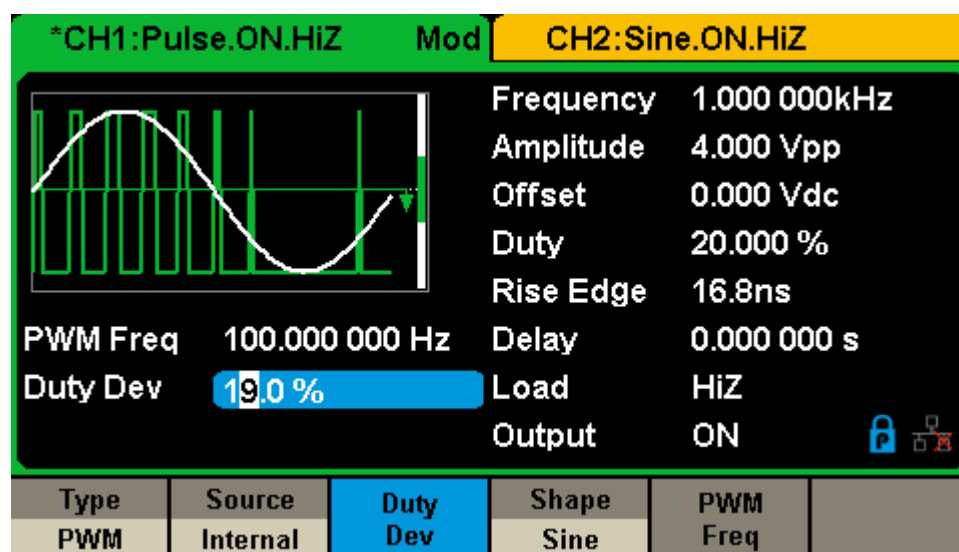 *CH1:Pulse.ON.HiZ Mod
CH2:Sine.ON.HiZ
Frequency 1.000 000kHz
Amplitude 4.000 Vpp
Offset 0.000 Vdc
Duty 20.000 %
Rise Edge 16.8ns
PWM Freq 100.000 000 Hz
Delay 0.000 000 s
Duty Dev 19.0 %
Load HiZ
Output ON
P
Type
PWM
Source
Internal
Duty
Dev
Shape
Sine
PWM
Freq